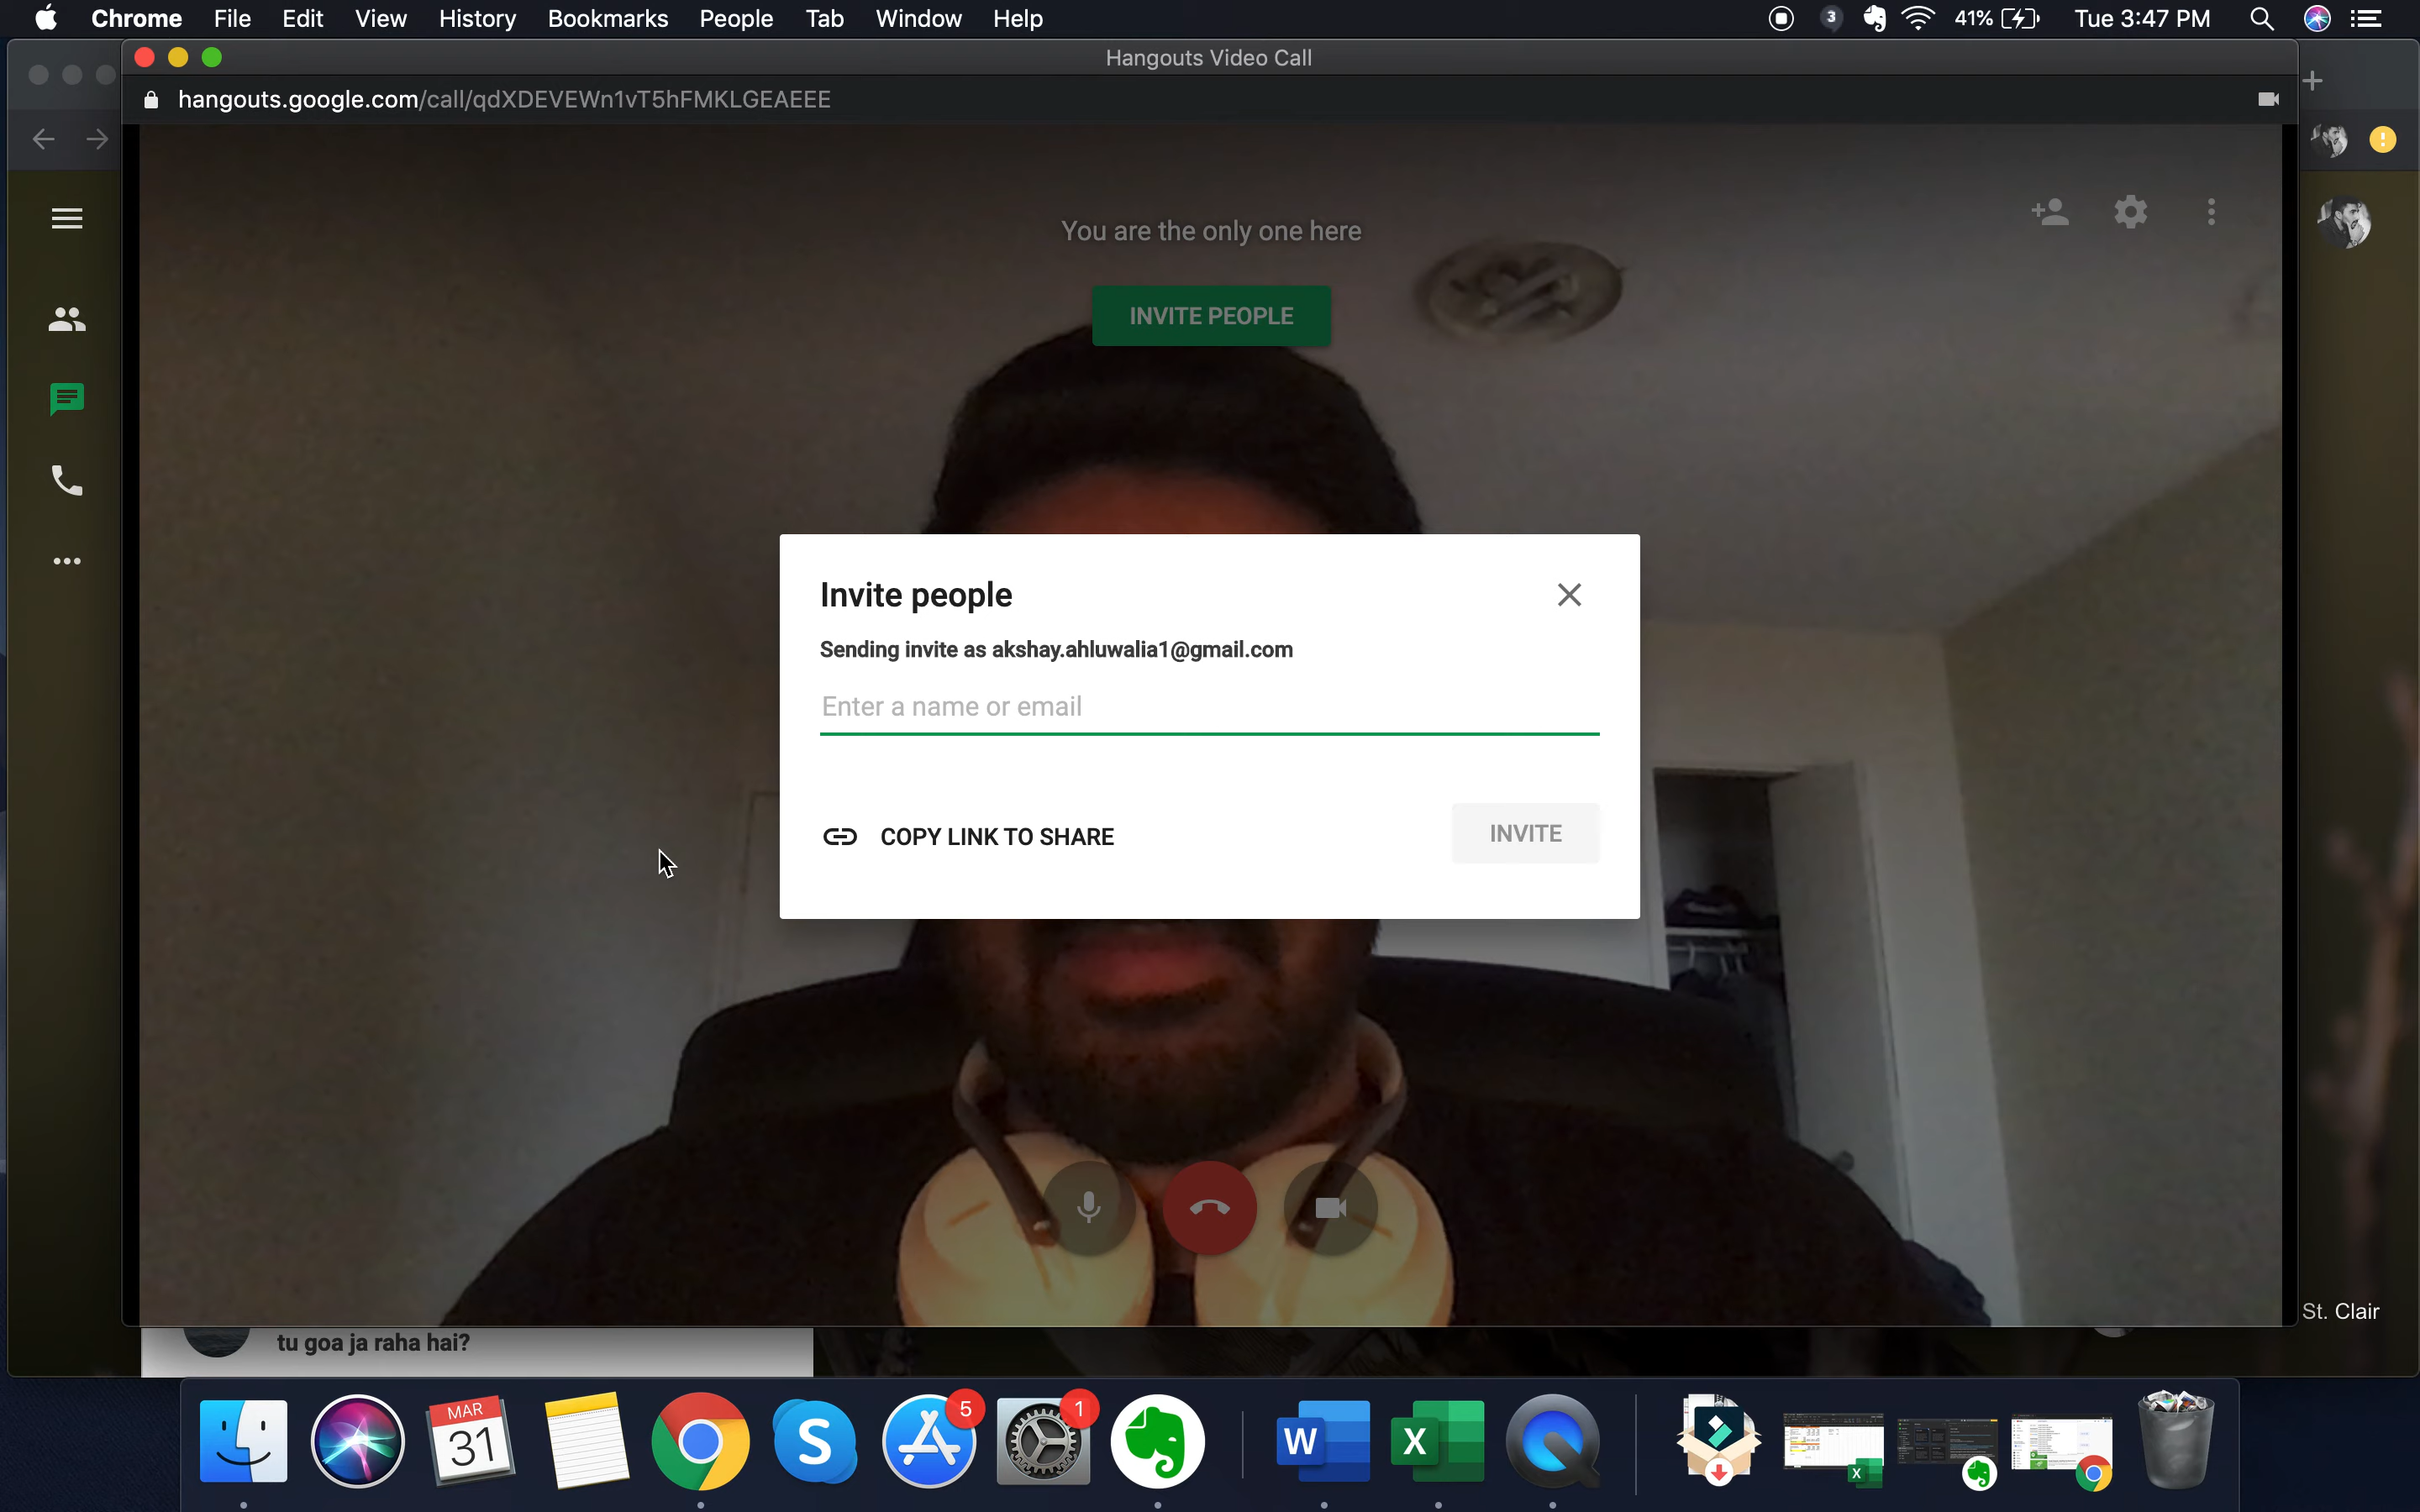 Chrome File Edit View History Bookmarks People Tab Window Help 3 41% Tue 3:47 PM
Hangouts Video Call
hangouts.google.com/call/qdXDEVEWn1vT5hFMKLGEAEEE
You are the only one here
INVITE PEOPLE
Invite people
Sending invite as akshay.ahluwalia1@gmail.com
Enter a name or email
COPY LINK TO SHARE
INVITE
St. Clair
tu goa ja raha hai?
MAR
31
S
5
1
W
X
X